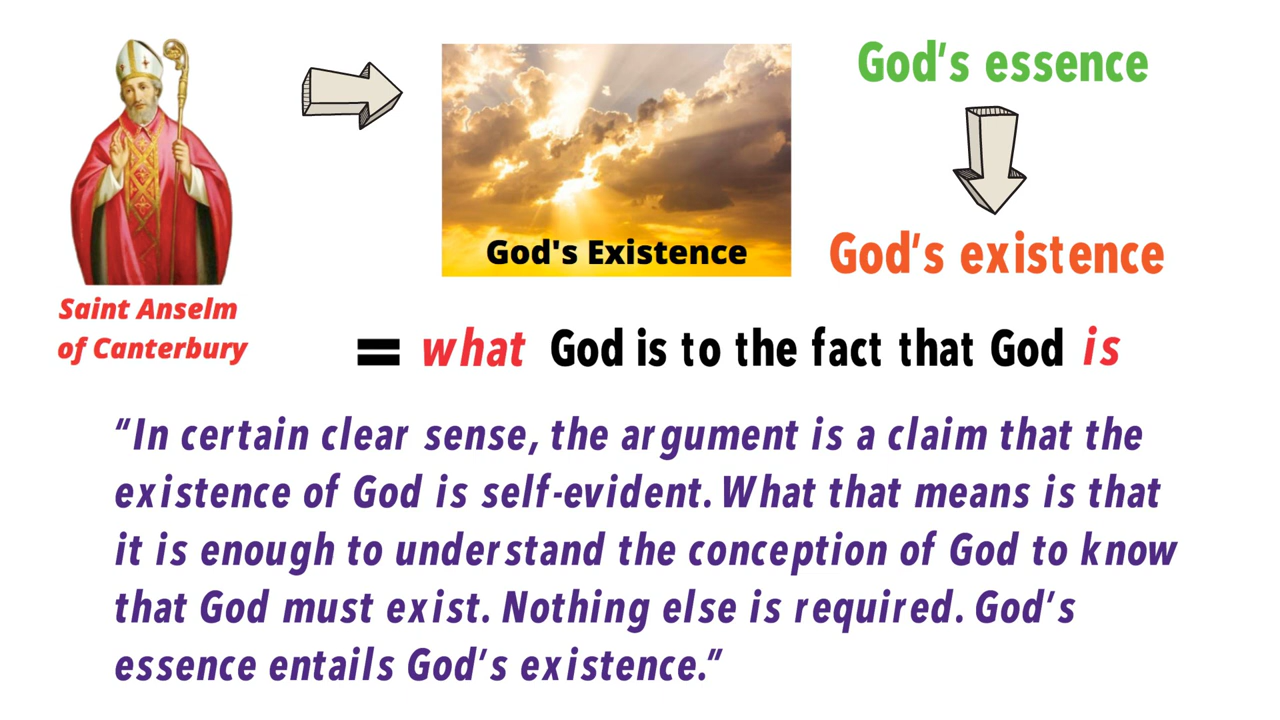 God's essence
God's Existence
God's existence
Saint Anselm
of Canterbury
= what God is to the fact that God is
“In certain clear sense, the argument is a claim that the
existence of God is self-evident. What that means is that
it is enough to understand the conception of God to know
that God must exist. Nothing else is required. God's
essence entails God's existence.”